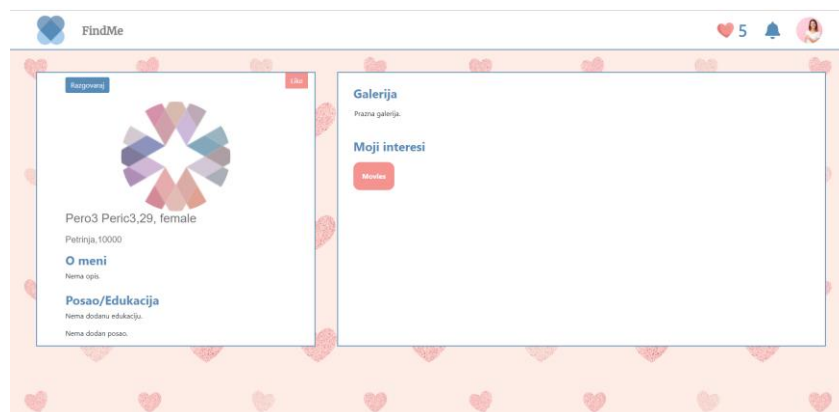 FindMe
5
Razgovaraj
Like
Pero3 Peric3,29, female
Petrinja,10000
O meni
Nema opis.
Posao/Edukacija
Nema dodanu edukaciju.
Nema dodan posao.
Galerija
Prazna galerija.
Moji interesi
Movies